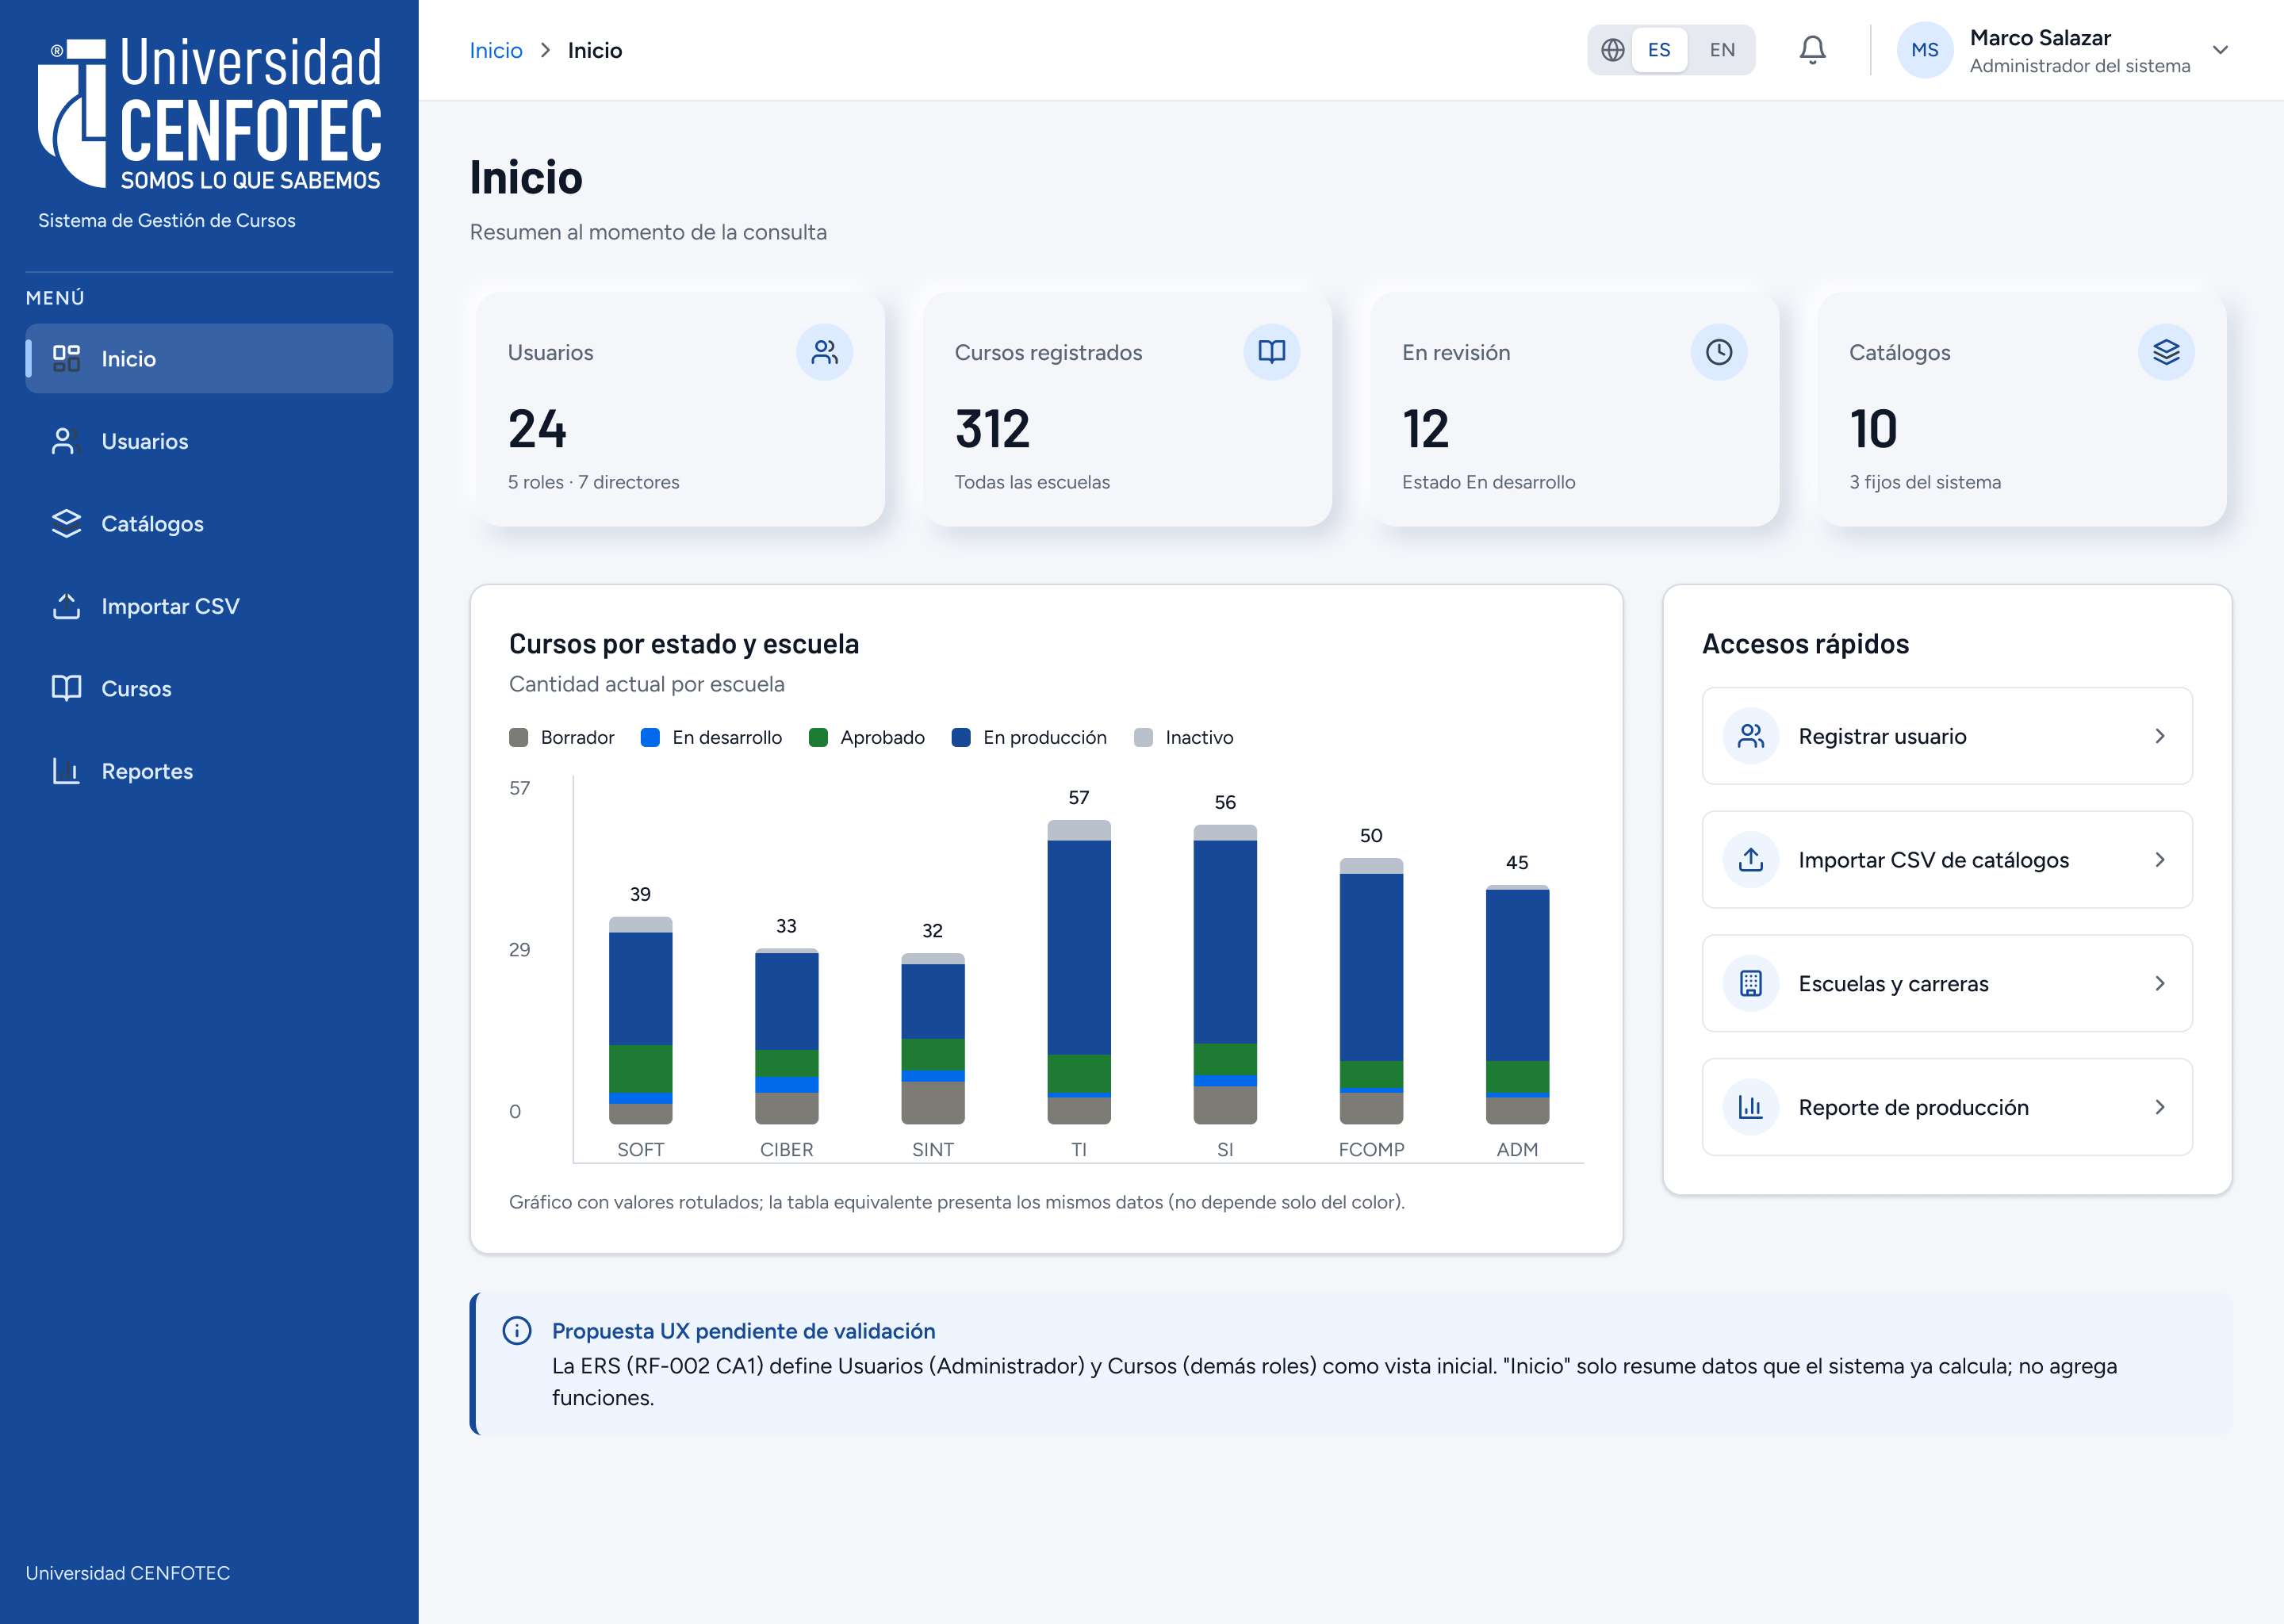 ®
Universidad
CENFOTEC
SOMOS LO QUE SABEMOS
Sistema de Gestión de Cursos
MENÚ
Inicio
Usuarios
Catálogos
Importar CSV
Cursos
Reportes
Universidad CENFOTEC
Inicio Inicio
ES EN
MS
Marco Salazar
Administrador del sistema
Inicio
Resumen al momento de la consulta
Usuarios
24
5 roles · 7 directores
Cursos registrados
312
Todas las escuelas
En revisión
12
Estado En desarrollo
Catálogos
10
3 fijos del sistema
Cursos por estado y escuela
Cantidad actual por escuela
Borrador En desarrollo Aprobado En producción Inactivo
57
29
0
39 33 32 57 56 50 45
SOFT CIBER SINT TI SI FCOMP ADM
Gráfico con valores rotulados; la tabla equivalente presenta los mismos datos (no depende solo del color).
Accesos rápidos
Registrar usuario
Importar CSV de catálogos
Escuelas y carreras
Reporte de producción
Propuesta UX pendiente de validación
La ERS (RF-002 CA1) define Usuarios (Administrador) y Cursos (demás roles) como vista inicial. "Inicio" solo resume datos que el sistema ya calcula; no agrega
funciones.